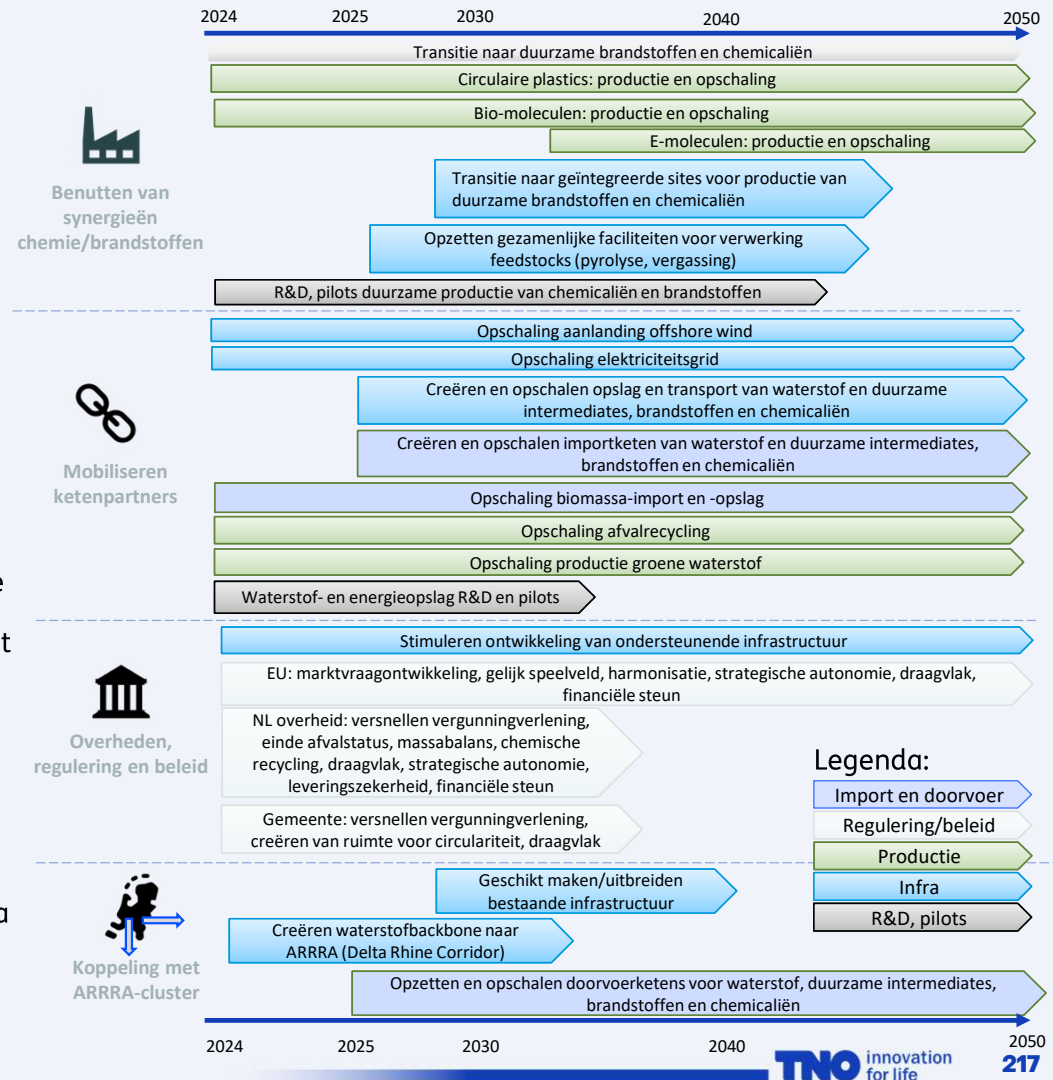 2024 2025 2030 2040 2050
Transitie naar duurzame brandstoffen en chemicaliën
Circulaire plastics: productie en opschaling
Bio-moleculen: productie en opschaling
E-moleculen: productie en opschaling
Benutten van
synergieën
chemie/brandstoffen
Transitie naar geïntegreerde sites voor productie van
duurzame brandstoffen en chemicaliën
Opzetten gezamenlijke faciliteiten voor verwerking
feedstocks (pyrolyse, vergassing)
R&D, pilots duurzame productie van chemicaliën en brandstoffen
Opschaling aanlanding offshore wind
Opschaling elektriciteitsgrid
Creëren en opschalen opslag en transport van waterstof en duurzame
intermediates, brandstoffen en chemicaliën
Mobiliseren
ketenpartners
Creëren en opschalen importketen van waterstof en duurzame intermediates,
brandstoffen en chemicaliën
Opschaling biomassa-import en -opslag
Opschaling afvalrecycling
Opschaling productie groene waterstof
e
Waterstof- en energieopslag R&D en pilots
t
Stimuleren ontwikkeling van ondersteunende infrastructuur
EU: marktvraagontwikkeling, gelijk speelveld, harmonisatie, strategische autonomie, draagvlak,
financiële steun
Overheden,
regulering en beleid
NL overheid: versnellen vergunningverlening,
einde afvalstatus, massabalans, chemische
recycling, draagvlak, strategische autonomie,
leveringszekerheid, financiële steun
Gemeente: versnellen vergunningverlening,
creëren van ruimte voor circulariteit, draagvlak
Legenda:
Import en doorvoer
Regulering/beleid
Productie
Infra
R&D, pilots
a
Koppeling met
ARRRA-cluster
Geschikt maken/uitbreiden
bestaande infrastructuur
Creëren waterstofbackbone naar
ARRRA (Delta Rhine Corridor)
Opzetten en opschalen doorvoerketens voor waterstof, duurzame intermediates,
brandstoffen en chemicaliën
2024 2025 2030 2040 2050
TNO innovation
for life
217